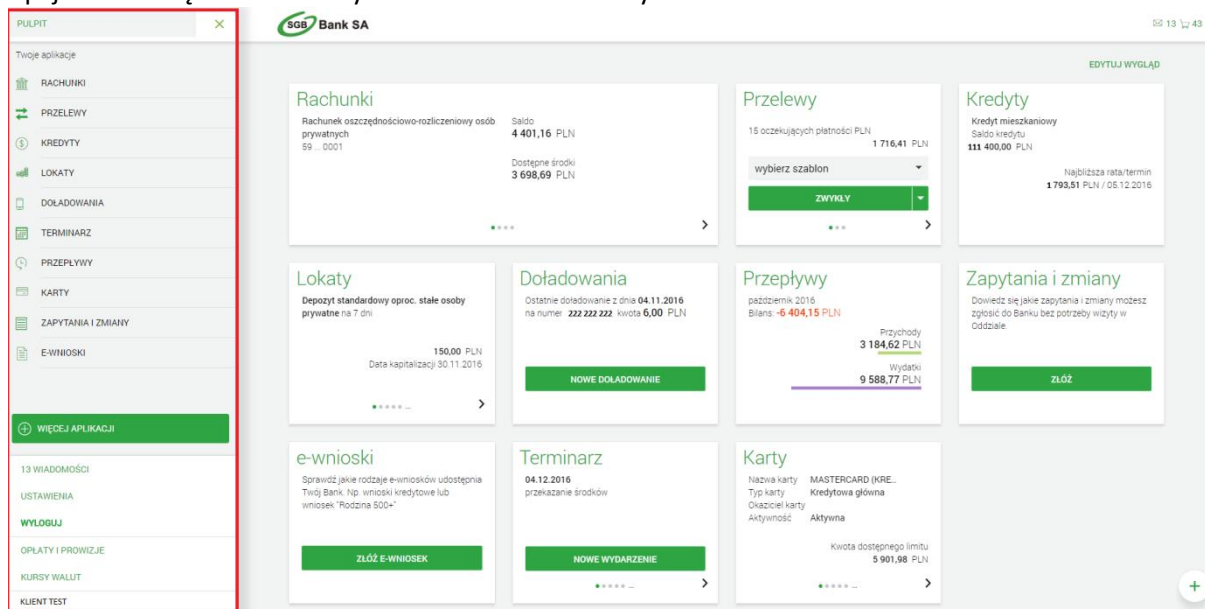 PULPIT
Twoje aplikacje
RACHUNKI
PRZELEWY
KREDYTY
LOKATY
DOŁADOWANIA
TERMINARZ
PRZEPŁYWY
KARTY
ZAPYTANIA I ZMIANY
E-WNIOSKI
WIĘCEJ APLIKACJI
13 WIADOMOŚCI
USTAWIENIA
WYLOGUJ
OPŁATY I PROWIZJE
KURSY WALUT
KLIENT TEST
SGB Bank SA
13 43
EDYTUJ WYGLĄD
Rachunki
Rachunek oszczędnościowo-rozliczeniowy osób
prywatnych
59 ... 0001
Saldo
4 401,16 PLN
Dostępne środki
3 698,69 PLN
Przelewy
15 oczekujących płatności PLN
1 716,41 PLN
wybierz szablon
ZWYKŁY
Kredyty
Kredyt mieszkaniowy
Saldo kredytu
111 400,00 PLN
Najbliższa rata/termin
1 793,51 PLN / 05.12.2016
Lokaty
Depozyt standardowy oproc. stałe osoby
prywatne na 7 dni
150,00 PLN
Data kapitalizacji 30.11.2016
...
Doładowania
Ostatnie doładowanie z dnia 04.11.2016
na numer 222 222 222 kwota 6,00 PLN
NOWE DOŁADOWANIE
Przepływy
październik 2016
Bilans: -6 404,15 PLN
Przychody
3 184,62 PLN
Wydatki
9 588,77 PLN
Zapytania i zmiany
Dowiedz się jakie zapytania i zmiany możesz
zgłosić do Banku bez potrzeby wizyty w
Oddziale.
ZŁÓŻ
e-wnioski
Sprawdź jakie rodzaje e-wniosków udostępnia
Twój Bank. Np. wnioski kredytowe lub
wniosek "Rodzina 500+"
ZŁÓŻ E-WNIOSEK
Terminarz
04.12.2016
przekazanie środków
NOWE WYDARZENIE
...
Karty
Nazwa karty MASTERCARD (KRE...
Typ karty Kredytowa główna
Okaziciel karty
Aktywność Aktywna
Kwota dostępnego limitu
5 901,98 PLN
...